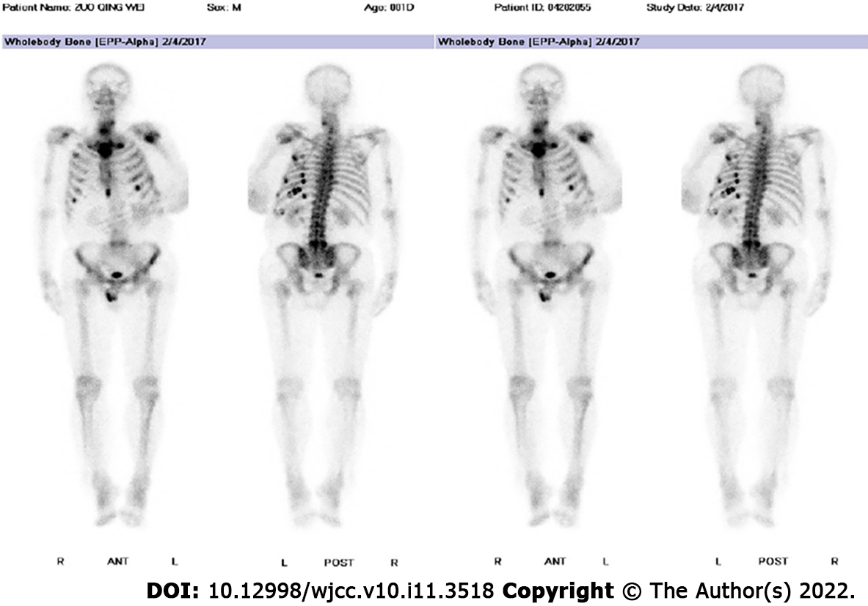 Patient Name: ZUO QING WEI Sex: M Age: 001D Patient ID: 04202055 Study Date: 2/4/2017
Wholebody Bone [EPP-Alpha] 2/4/2017 Wholebody Bone [EPP-Alpha] 2/4/2017
R ANT L L POST R R ANT L L POST R
DOI: 10.12998/wjcc.v10.i11.3518 Copyright © The Author(s) 2022.